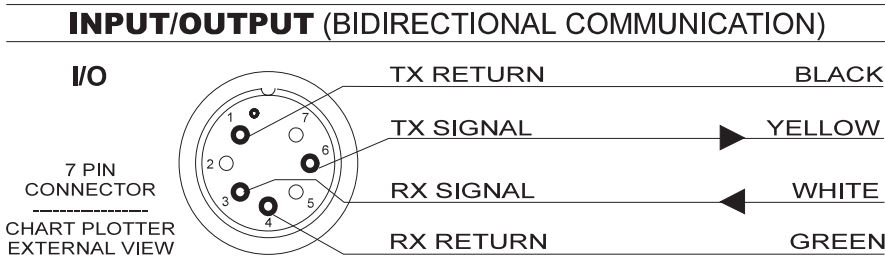 INPUT/OUTPUT (BIDIRECTIONAL COMMUNICATION)
I/O
TX RETURN BLACK
TX SIGNAL YELLOW
RX SIGNAL WHITE
RX RETURN GREEN
1
7
2
6
3
5
4
7 PIN
CONNECTOR
CHART PLOTTER
EXTERNAL VIEW